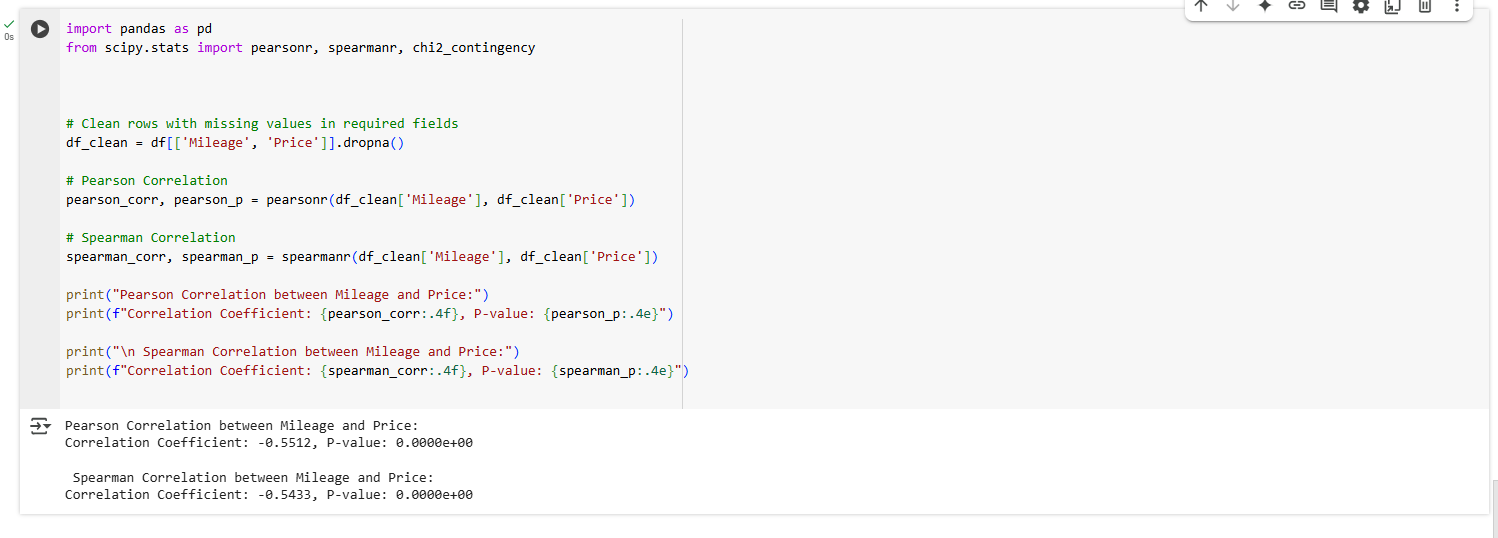 0s
import pandas as pd
from scipy.stats import pearsonr, spearmanr, chi2_contingency
# Clean rows with missing values in required fields
df_clean = df[['Mileage', 'Price']].dropna()
# Pearson Correlation
pearson_corr, pearson_p = pearsonr(df_clean['Mileage'], df_clean['Price'])
# Spearman Correlation
spearman_corr, spearman_p = spearmanr(df_clean['Mileage'], df_clean['Price'])
print("Pearson Correlation between Mileage and Price:")
print(f"Correlation Coefficient: {pearson_corr:.4f}, P-value: {pearson_p:.4e}")
print("\n Spearman Correlation between Mileage and Price:")
print(f"Correlation Coefficient: {spearman_corr:.4f}, P-value: {spearman_p:.4e}")
Pearson Correlation between Mileage and Price:
Correlation Coefficient: -0.5512, P-value: 0.0000e+00
 Spearman Correlation between Mileage and Price:
Correlation Coefficient: -0.5433, P-value: 0.0000e+00